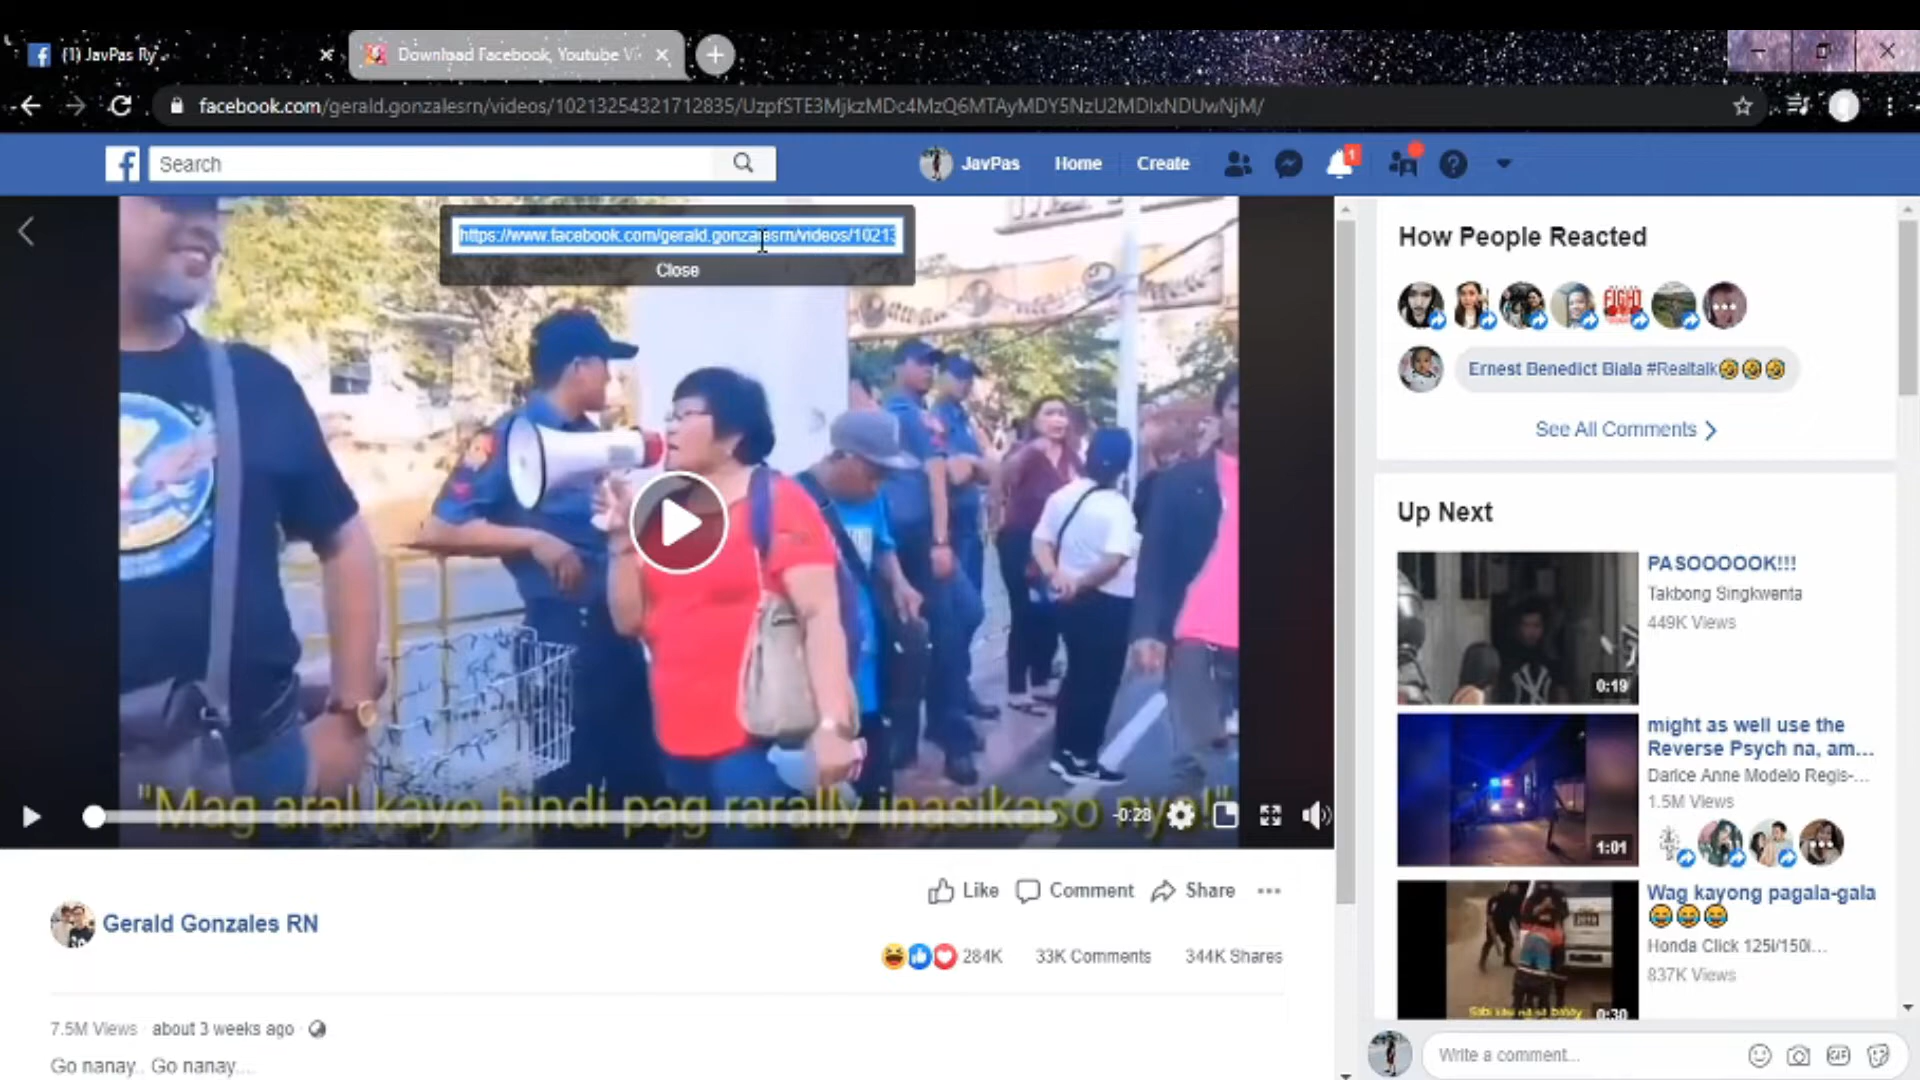 (1) JavPas Ry
Download Facebook, Youtube Vi
facebook.com/gerald.gonzalesrn/videos/10213254321712835/UzpfSTE3MjkzMDc4MzQ6MTAyMDY5NzU2MDIxNDUwNjM/
Search
JavPas
Home
Create
1
https://www.facebook.com/gerald.gonzalesrn/videos/10213
Close
"Mag aral kayo hindi pag rarally inasikaso nyo!"
-0:28
Gerald Gonzales RN
Like
Comment
Share
284K
33K Comments
344K Shares
7.5M Views · about 3 weeks ago ·
Go nanay.. Go nanay....
How People Reacted
FIGHT
Ernest Benedict Biala #Realtalk
See All Comments
Up Next
PASOOOOOK!!!
Takbong Singkwenta
449K Views
0:19
might as well use the
Reverse Psych na, am...
Darice Anne Modelo Regis-...
1.5M Views
1:01
Wag kayong pagala-gala
Honda Click 125i/150i...
837K Views
0:30
Write a comment...
GIF